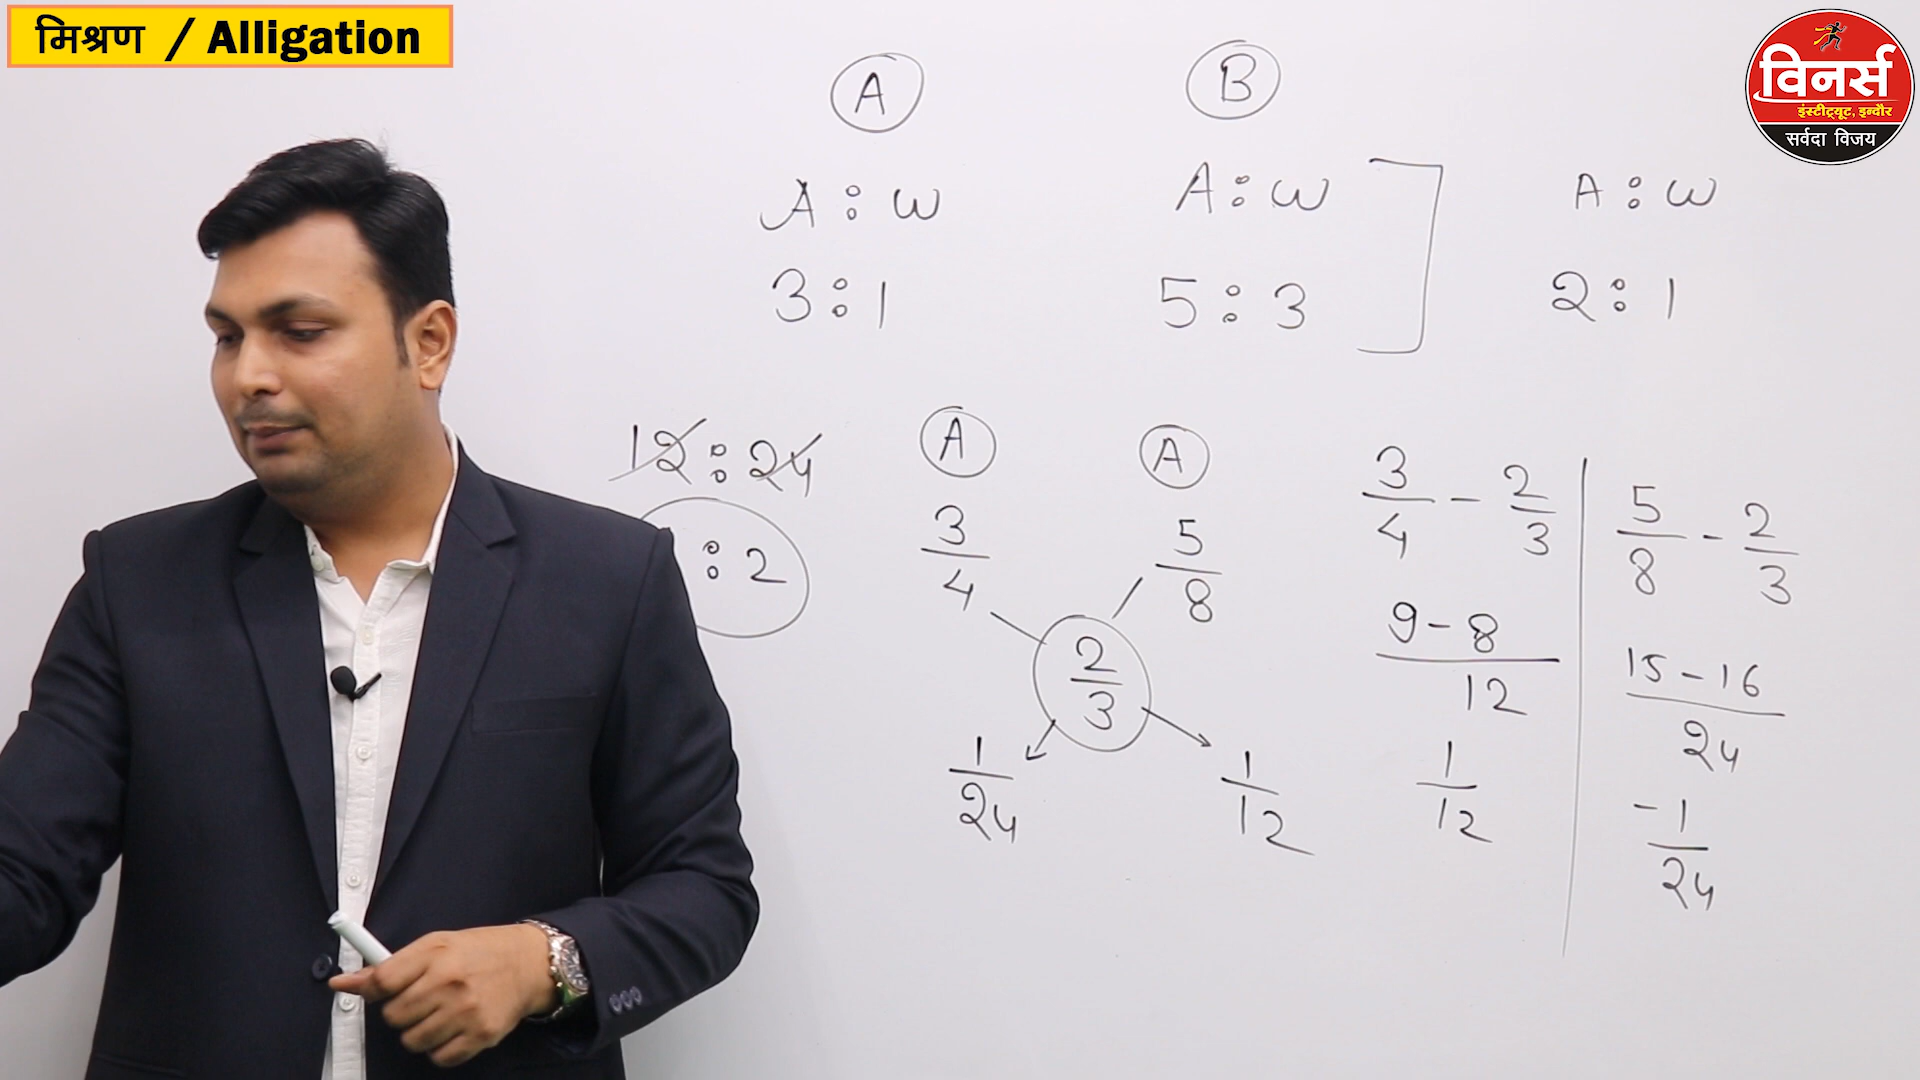 मिश्रण / Alligation
विनर्स
इंस्टीट्यूट, इन्दौर
सर्वदा विजय
A
B
A : W
A : W
A : W
3 : 1
5 : 3
2 : 1
12 : 24
: 2
A
A
3/4
5/8
2/3
1/24
1/12
3/4 - 2/3
9 - 8
12
1/12
5/8 - 2/3
15 - 16
24
-1/24